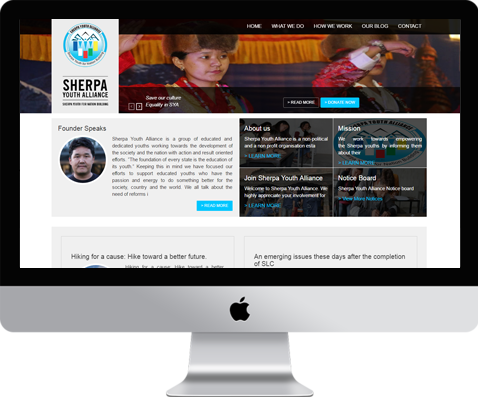 SHERPA YOUTH ALLIANCE
SHERPA
YOUTH ALLIANCE
SHERPA YOUTH FOR NATION BUILDING
HOME WHAT WE DO HOW WE WORK OUR BLOG CONTACT
Save our culture
Equality in SYA
» READ MORE » DONATE NOW
Founder Speaks
Sherpa Youth Alliance is a group of educated and
dedicated youths working towards the development of
the society and the nation with action and result oriented
efforts. "The foundation of every state is the education of
its youth." Keeping this in mind we have focused our
efforts to support educated youths who have the
passion and energy to do something better for the
society, country and the world. We all talk about the
need of reforms i
» READ MORE
About us
Sherpa Youth Alliance is a non-political
and a non profit organisation esta
» LEARN MORE
Mission
We work towards empowering
the Sherpa youths by informing them
about their
» LEARN MORE
Join Sherpa Youth Alliance
Welcome to Sherpa Youth Alliance We
highly appreciate your involvement for
» LEARN MORE
Notice Board
Sherpa Youth Alliance Notice board
» View More Notices
Hiking for a cause: Hike toward a better future.
Hiking for a cause: Hike toward a better
An emerging issues these days after the completion
of SLC